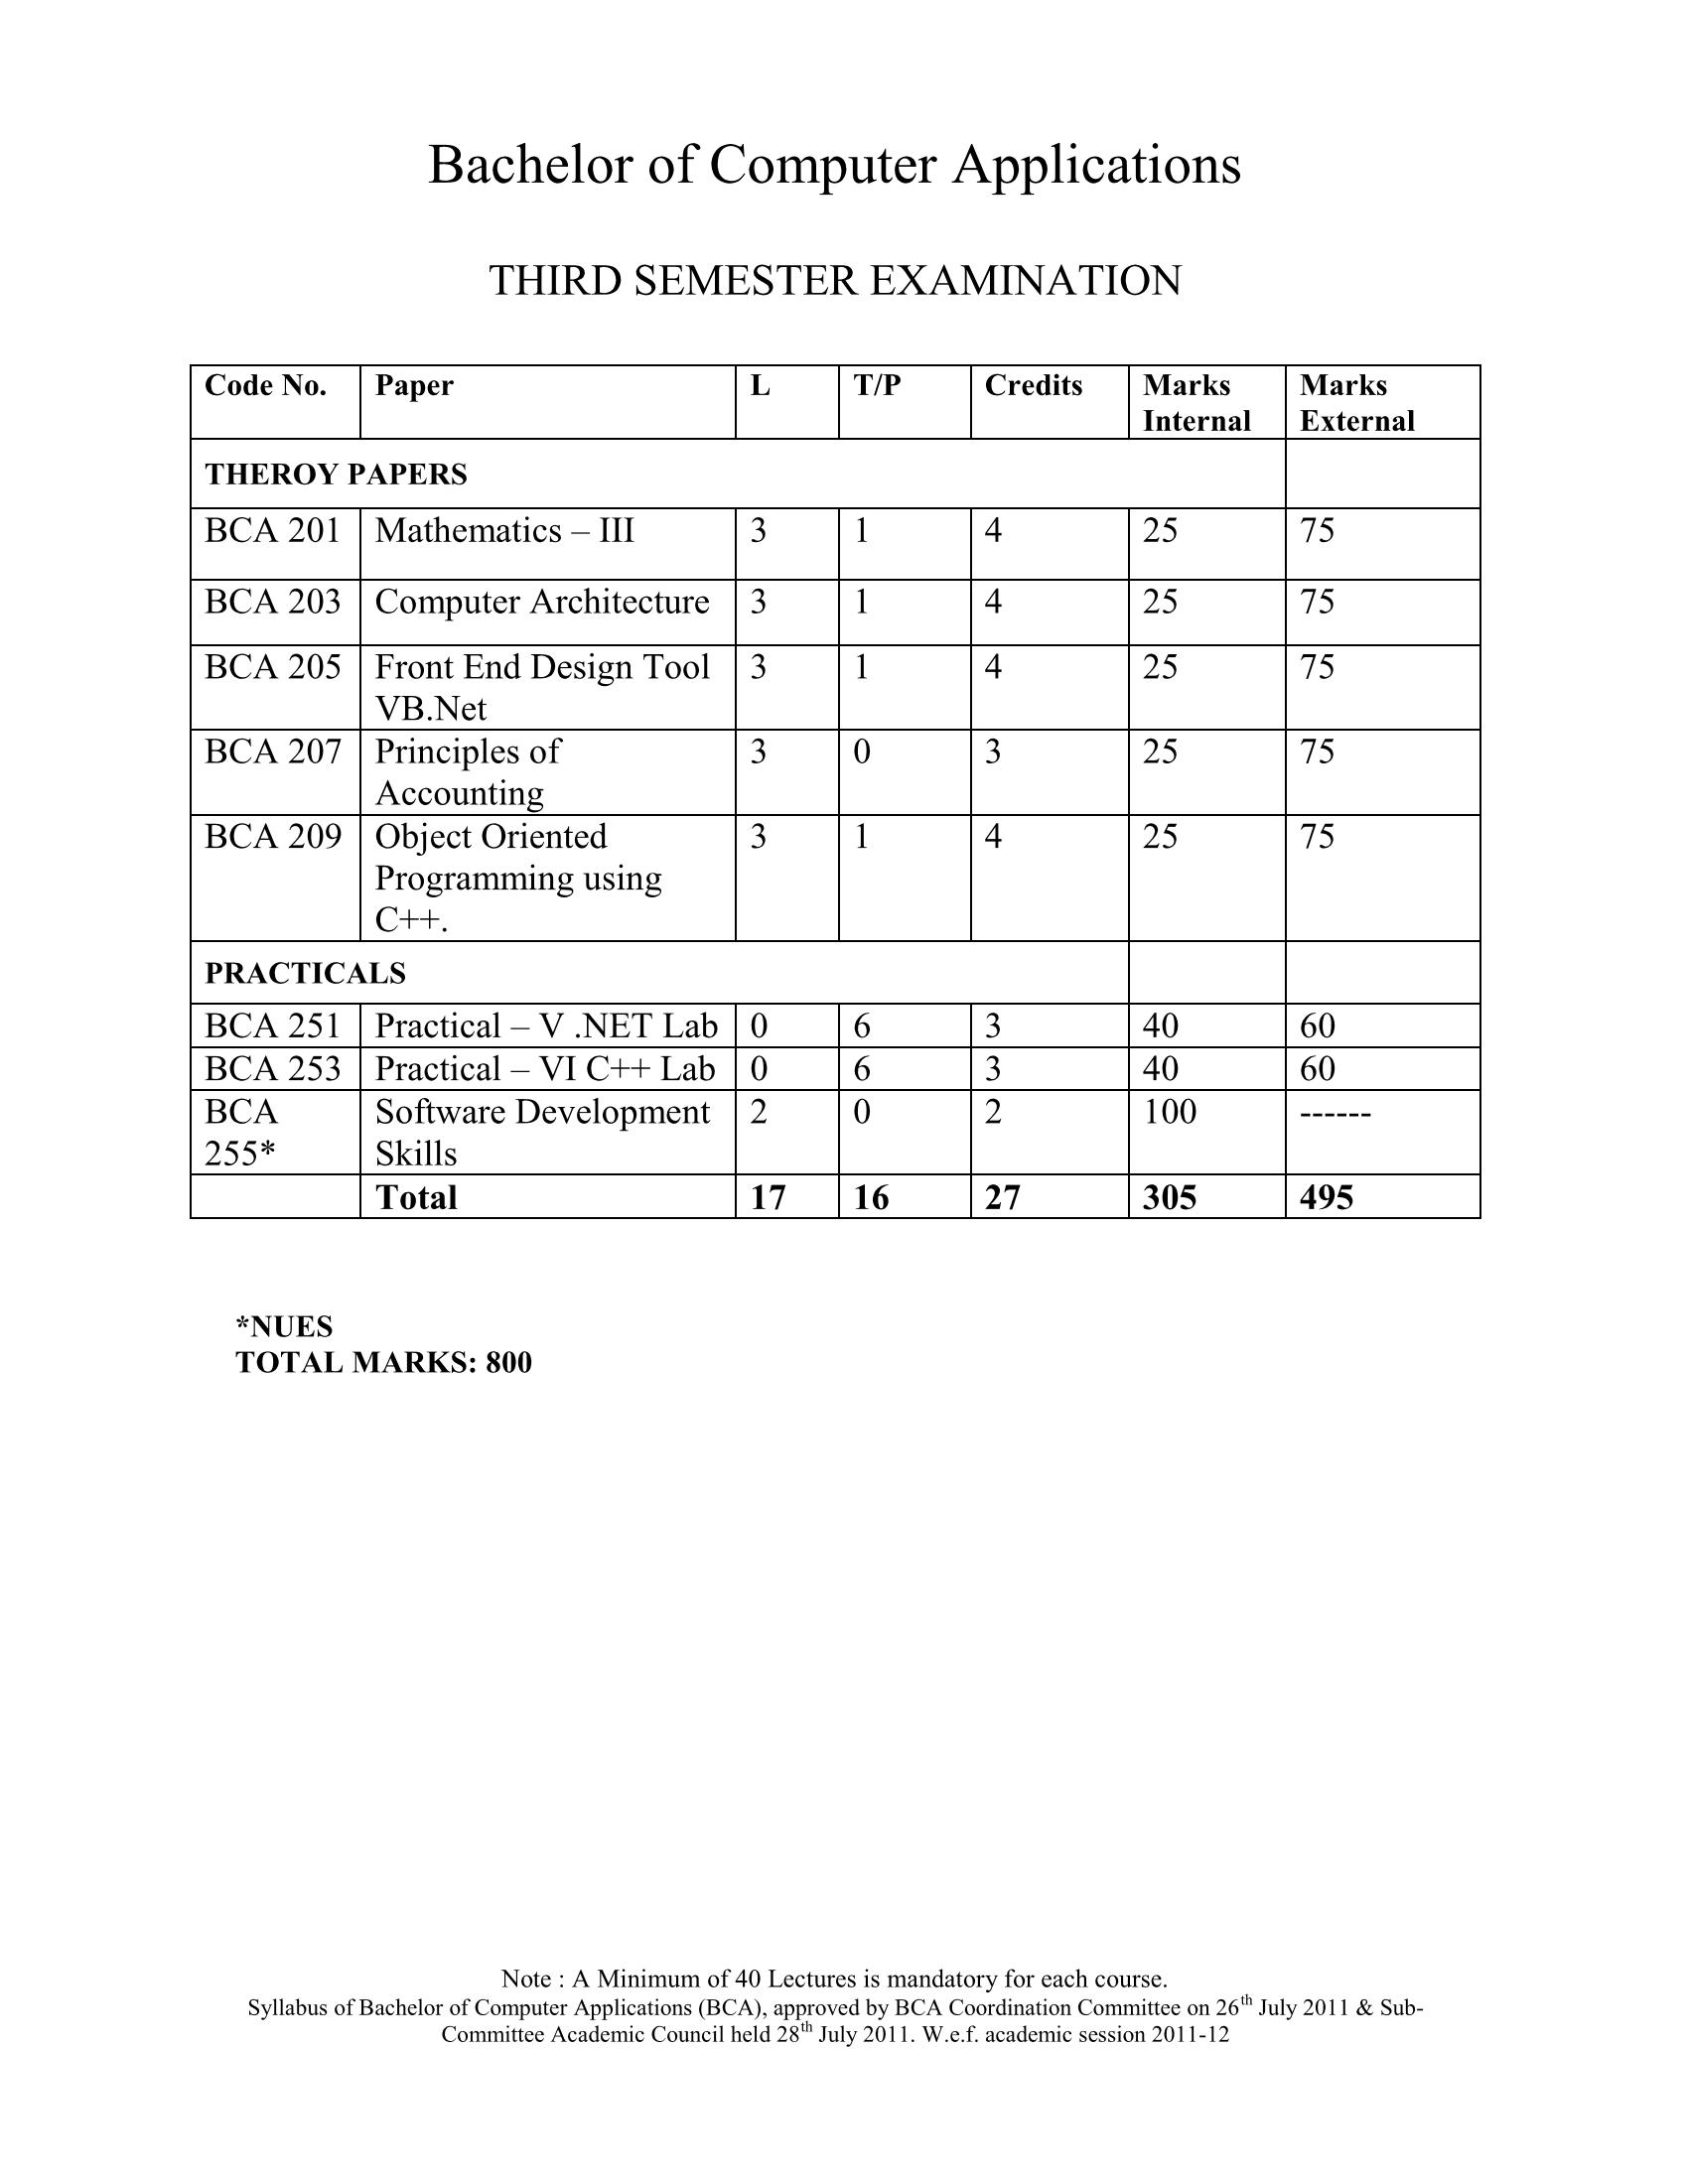 Bachelor of Computer Applications
THIRD SEMESTER EXAMINATION
Code No. Paper L T/P Credits Marks Internal Marks External
THEROY PAPERS
BCA 201 Mathematics – III 3 1 4 25 75
BCA 203 Computer Architecture 3 1 4 25 75
BCA 205 Front End Design Tool 3 1 4 25 75
VB.Net
BCA 207 Principles of 3 0 3 25 75
Accounting
BCA 209 Object Oriented 3 1 4 25 75
Programming using
C++.
PRACTICALS
BCA 251 Practical – V .NET Lab 0 6 3 40 60
BCA 253 Practical – VI C++ Lab 0 6 3 40 60
BCA Software Development 2 0 2 100 ------
255* Skills
Total 17 16 27 305 495
*NUES
TOTAL MARKS: 800
Note : A Minimum of 40 Lectures is mandatory for each course.
Syllabus of Bachelor of Computer Applications (BCA), approved by BCA Coordination Committee on 26th July 2011 & Sub-
Committee Academic Council held 28th July 2011. W.e.f. academic session 2011-12